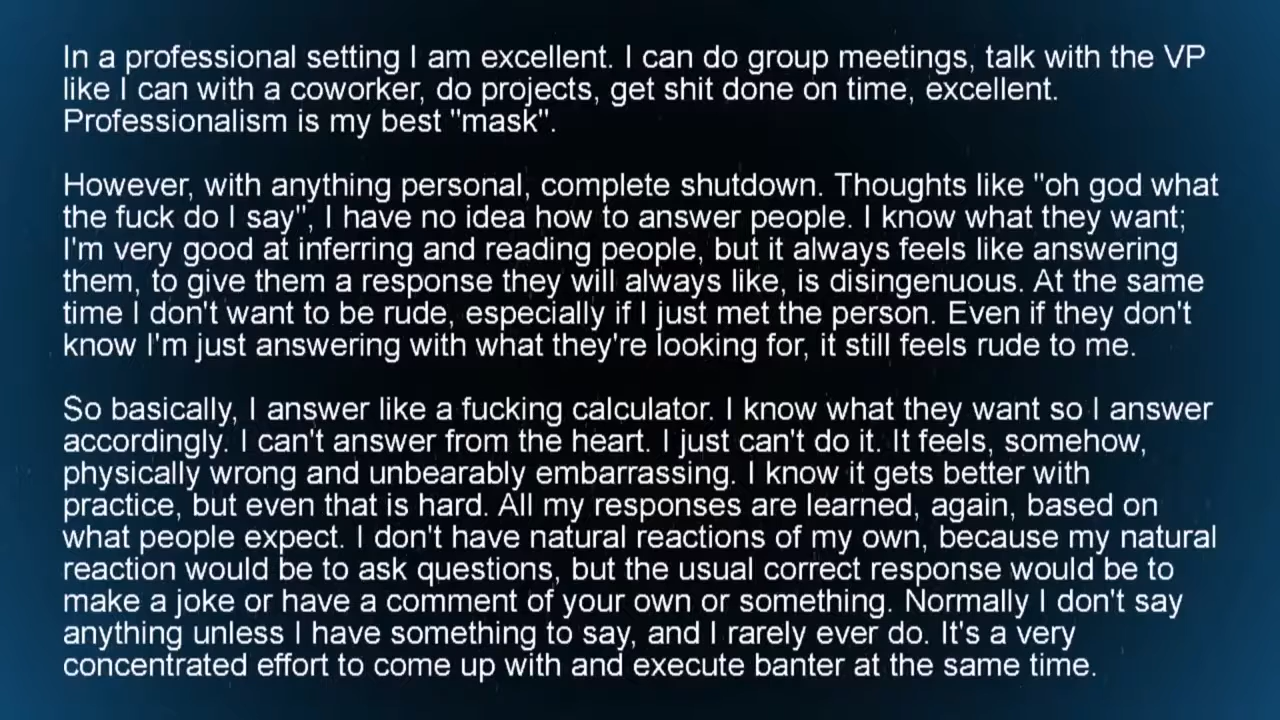 In a professional setting I am excellent. I can do group meetings, talk with the VP
like I can with a coworker, do projects, get shit done on time, excellent.
Professionalism is my best "mask".
However, with anything personal, complete shutdown. Thoughts like "oh god what
the fuck do I say", I have no idea how to answer people. I know what they want;
I'm very good at inferring and reading people, but it always feels like answering
them, to give them a response they will always like, is disingenuous. At the same
time I don't want to be rude, especially if I just met the person. Even if they don't
know I'm just answering with what they're looking for, it still feels rude to me.
So basically, I answer like a fucking calculator. I know what they want so I answer
accordingly. I can't answer from the heart. I just can't do it. It feels, somehow,
physically wrong and unbearably embarrassing. I know it gets better with
practice, but even that is hard. All my responses are learned, again, based on
what people expect. I don't have natural reactions of my own, because my natural
reaction would be to ask questions, but the usual correct response would be to
make a joke or have a comment of your own or something. Normally I don't say
anything unless I have something to say, and I rarely ever do. It's a very
concentrated effort to come up with and execute banter at the same time.